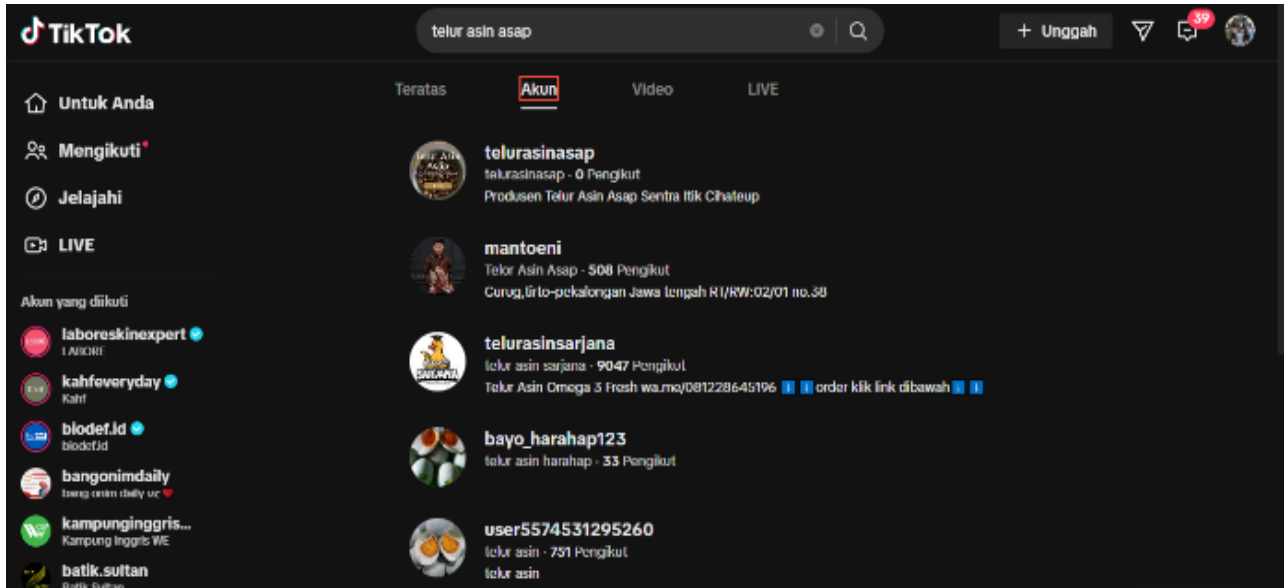 TikTok
telur asin asap
+ Unggah
39
Untuk Anda
Mengikuti
Jelajahi
LIVE
Akun yang diikuti
laboreskinexpert
LABORE
kahfeveryday
Kahf
biodef.id
biodef.id
bangonimdaily
bang onim daily
kampunginggris...
Kampung Inggris WE
batik.sultan
Batik Sultan
Teratas
Akun
Video
LIVE
telurasinasap
telurasinasap - 0 Pengikut
Produsen Telur Asin Asap Sentra Itik Cihateup
mantoeni
Telor Asin Asap - 508 Pengikut
Curug,tirto-pekalongan Jawa tengah RT/RW:02/01 no.38
telurasinsarjana
telur asin sarjana - 9047 Pengikut
Telur Asin Omega 3 Fresh wa.me/081228645196 order klik link dibawah
SARJANA
bayo_harahap123
telur asin harahap - 33 Pengikut
user5574531295260
telur asin - 751 Pengikut
telur asin